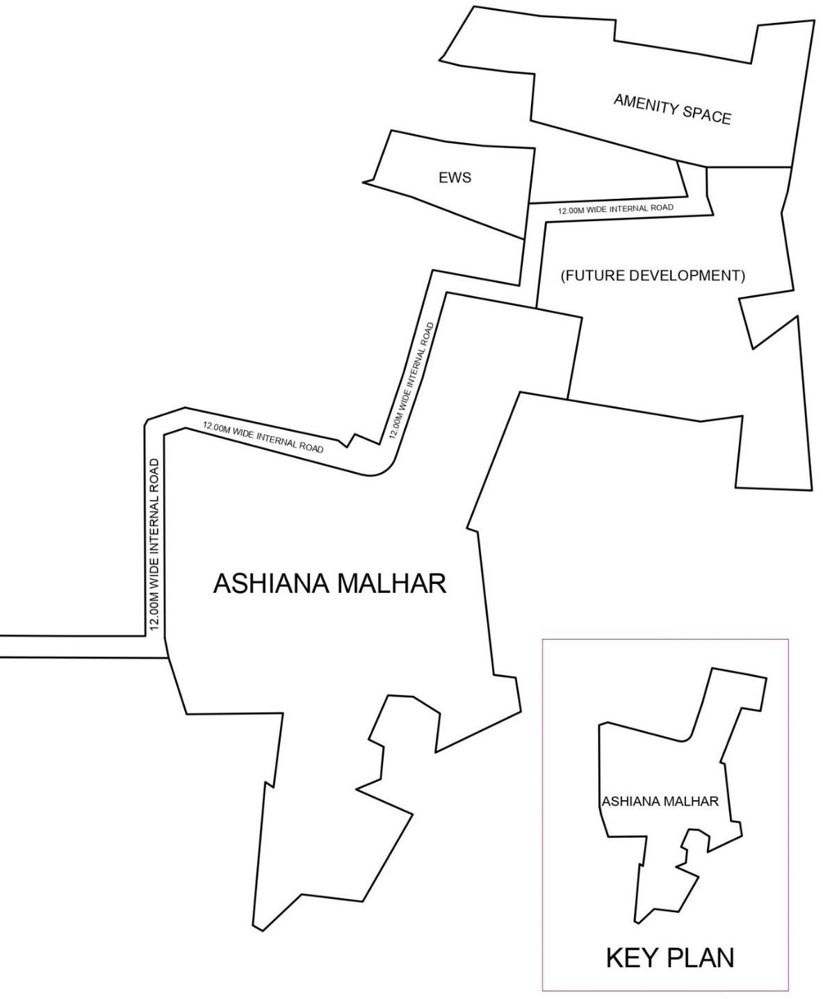 AMENITY SPACE
EWS
12.00M WIDE INTERNAL ROAD
(FUTURE DEVELOPMENT)
12.00M WIDE INTERNAL ROAD
12.00M WIDE INTERNAL ROAD
12.00M WIDE INTERNAL ROAD
ASHIANA MALHAR
ASHIANA MALHAR
KEY PLAN